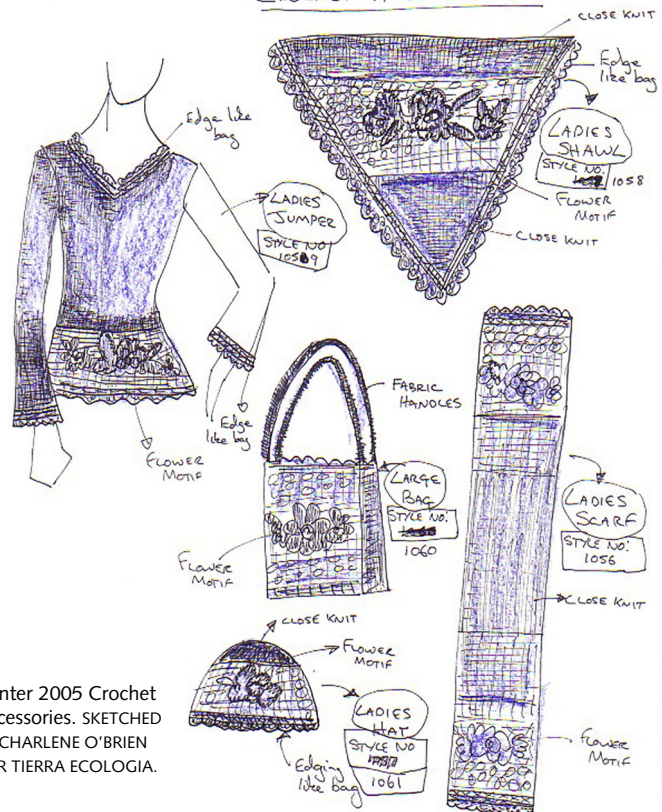 CLOSE KNIT
Edge
like bag
LADIES
SHAWL
STYLE NO:
1058
FLOWER
MOTIF
CLOSE KNIT
Edge like
bag
LADIES
JUMPER
STYLE NO
Edge
like bag
FLOWER
MOTIF
FABRIC
HANDLES
LARGE
BAG
STYLE NO:
1060
FLOWER
MOTIF
LADIES
SCARF
STYLE NO:
1056
CLOSE KNIT
FLOWER
MOTIF
CLOSE KNIT
FLOWER
MOTIF
LADIES
HAT
STYLE NO
1061
Edging
like bag
nter 2005 Crochet
cessories. SKETCHED
CHARLENE O'BRIEN
R TIERRA ECOLOGIA.